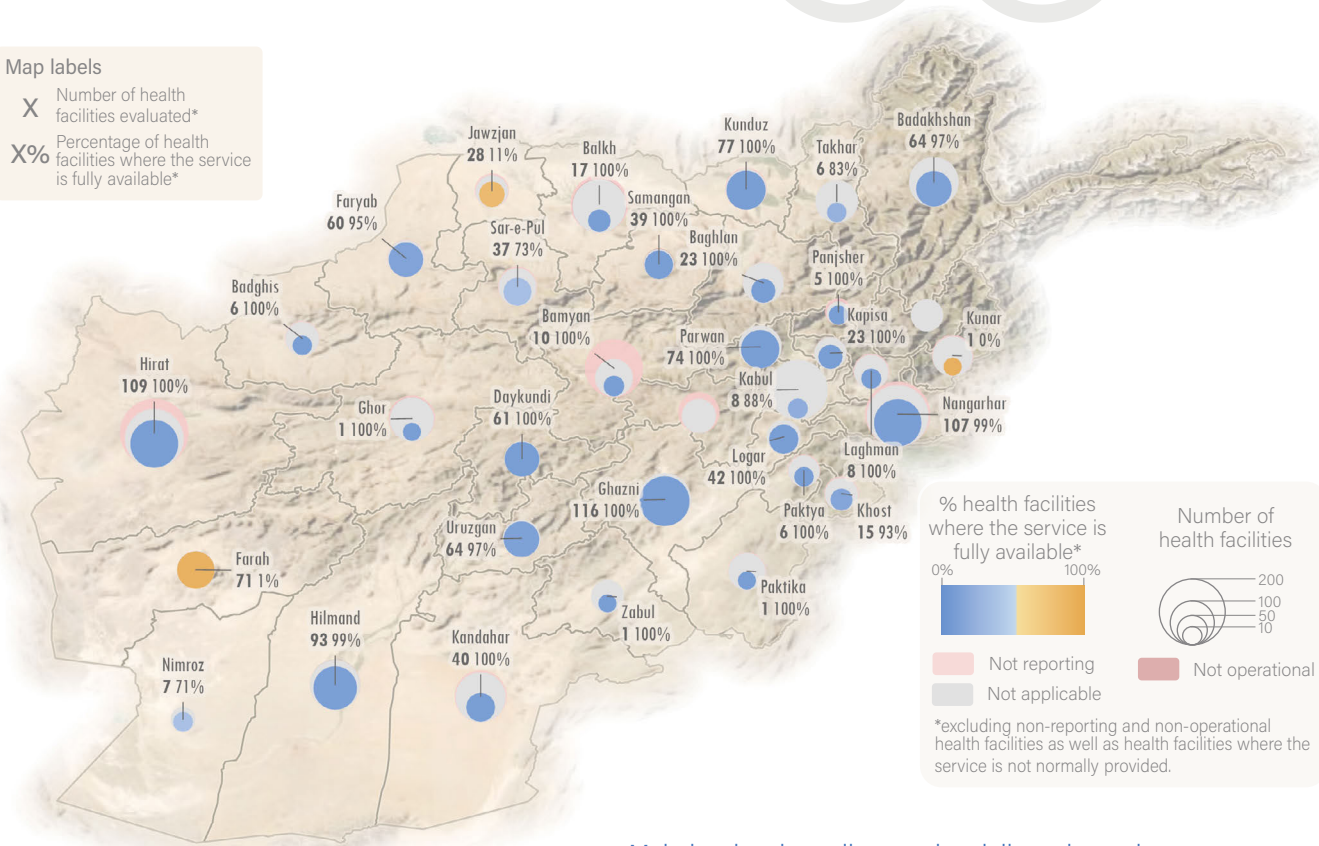 Map labels
X Number of health
facilities evaluated*
X% Percentage of health
facilities where the service
is fully available*
Jawzjan
28 11%
Balkh
17 100%
Kunduz
77 100%
Takhar
6 83%
Badakhshan
64 97%
Faryab
60 95%
Samangan
39 100%
Sar-e-Pul
37 73%
Baghlan
23 100%
Panjsher
5 100%
Badghis
6 100%
Bamyan
10 100%
Parwan
74 100%
Kapisa
23 100%
Kunar
1 0%
Hirat
109 100%
Kabul
8 88%
Ghor
1 100%
Daykundi
61 100%
Nangarhar
107 99%
Logar
42 100%
Laghman
8 100%
Ghazni
116 100%
Paktya
6 100%
Khost
15 93%
Uruzgan
64 97%
Farah
71 1%
Paktika
1 100%
Zabul
1 100%
Hilmand
93 99%
Kandahar
40 100%
Nimroz
7 71%
% health facilities
where the service is
fully available*
0% 100%
Number of
health facilities
200
100
50
10
Not reporting
Not applicable
Not operational
*excluding non-reporting and non-operational
health facilities as well as health facilities where the
service is not normally provided.